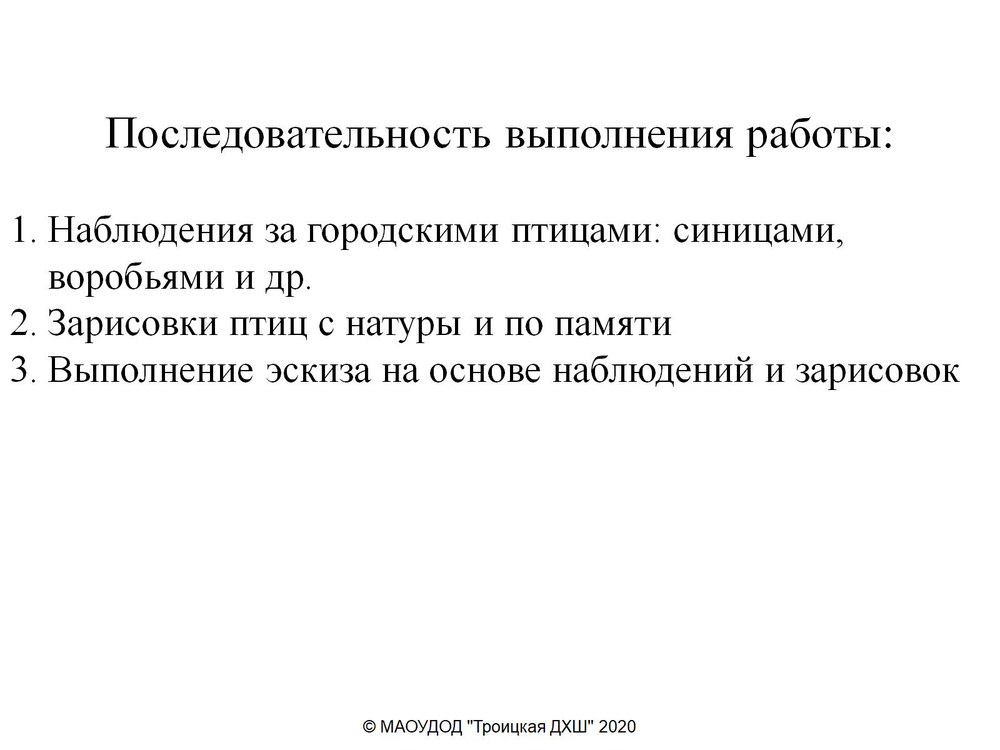 Последовательность выполнения работы:
1. Наблюдения за городскими птицами: синицами,
воробьями и др.
2. Зарисовки птиц с натуры и по памяти
3. Выполнение эскиза на основе наблюдений и зарисовок
© МАОУДОД "Троицкая ДХШ" 2020